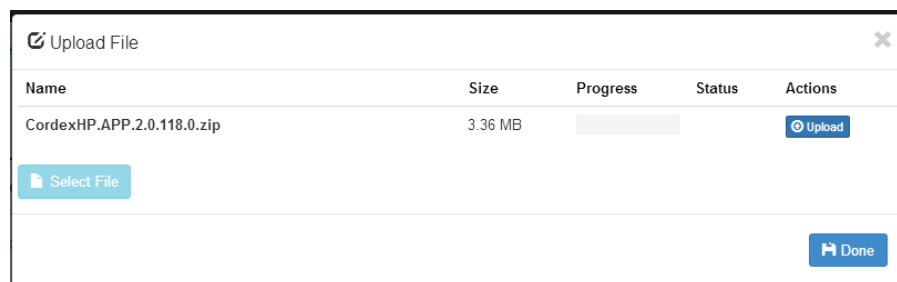 Upload File
Name Size Progress Status Actions
CordexHP.APP.2.0.118.0.zip 3.36 MB Upload
Select File
Done